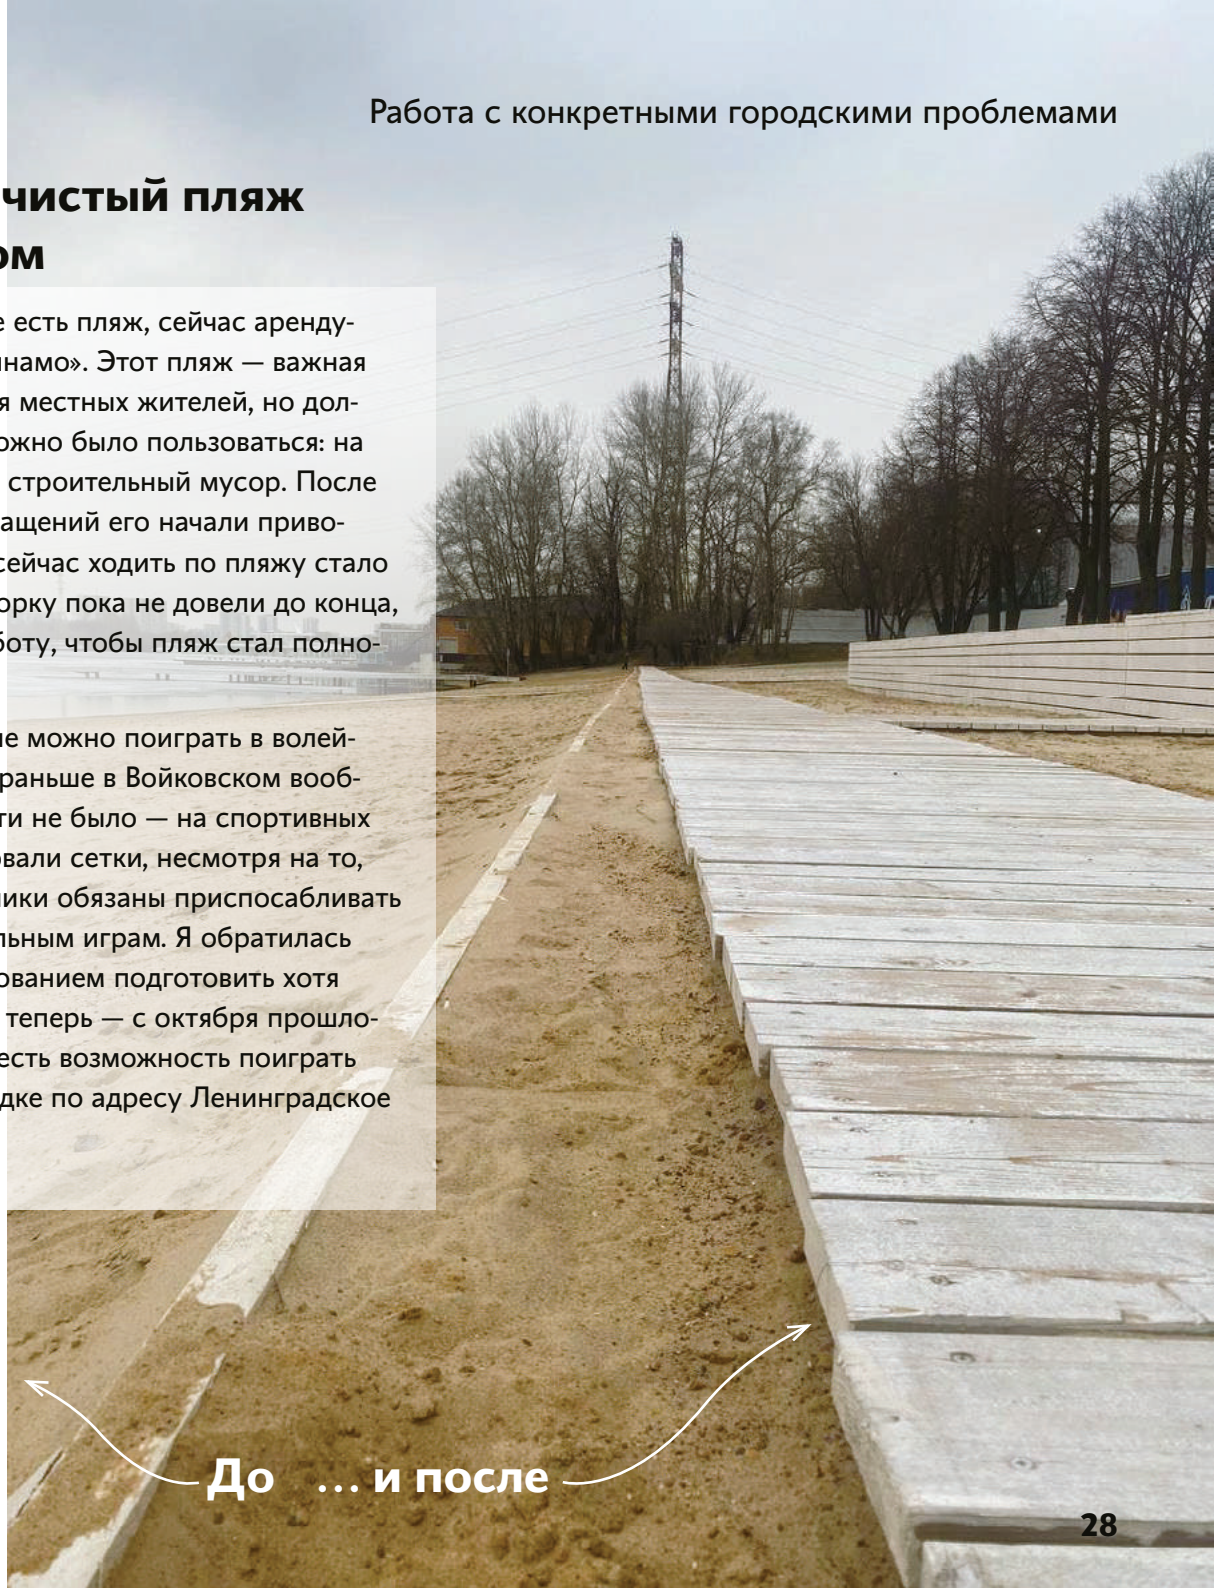 Работа с конкретными городскими проблемами
чистый пляж
ом
е есть пляж, сейчас аренду-
намо». Этот пляж — важная
я местных жителей, но дол-
ожно было пользоваться: на
строительный мусор. После
ащений его начали приво-
сейчас ходить по пляжу стало
орку пока не довели до конца,
боту, чтобы пляж стал полно-
не можно поиграть в волей-
раньше в Войковском вооб-
ти не было — на спортивных
овали сетки, несмотря на то,
ики обязаны приспосабливать
льным играм. Я обратилась
ованием подготовить хотя
теперь — с октября прошло-
есть возможность поиграть
дке по адресу Ленинградское
До … и после
28